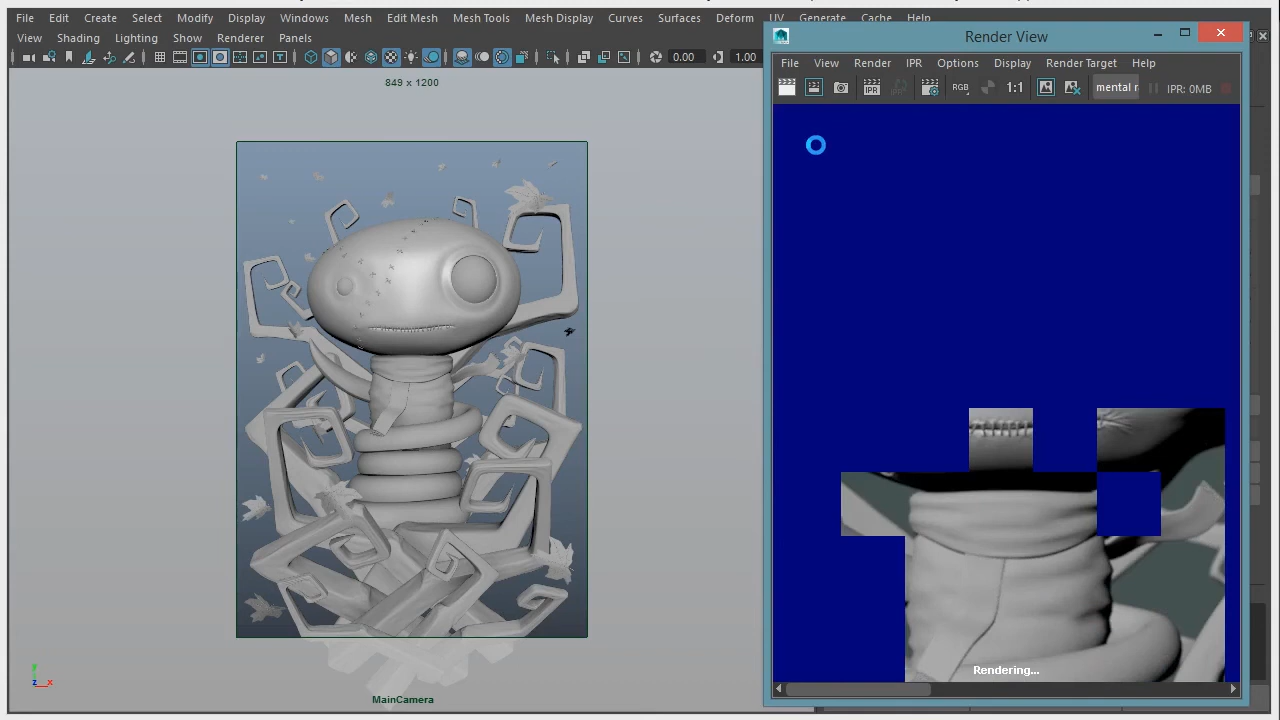 File Edit Create Select Modify Display Windows Mesh Edit Mesh Mesh Tools Mesh Display Curves Surfaces Deform UV Generate Cache Help
View Shading Lighting Show Renderer Panels
0.00 1.00
849 x 1200
MainCamera
Render View
File View Render IPR Options Display Render Target Help
IPR RGB 1:1 mental r IPR: 0MB
Rendering...
y
z x